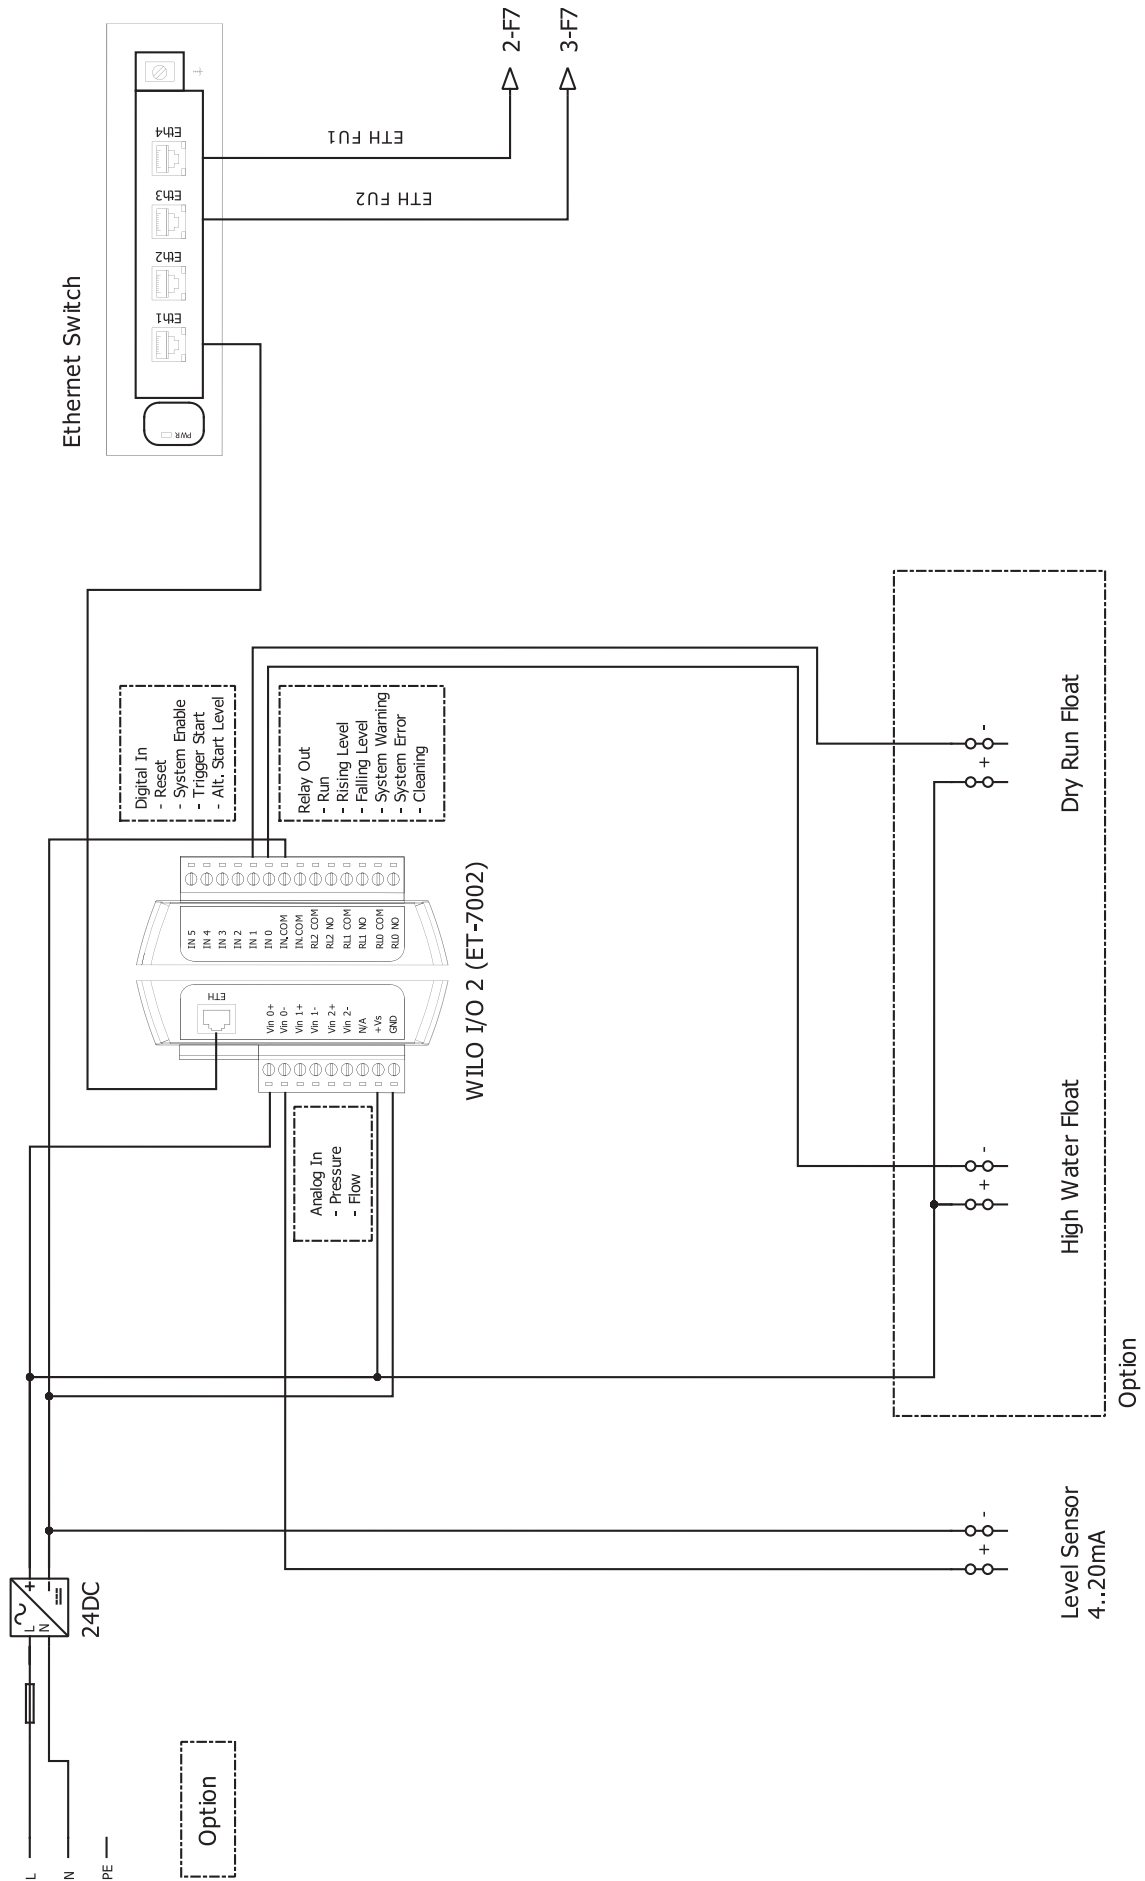 L
N
PE
Option
L
N
+
-
24DC
Level Sensor
4..20mA
+
-
Option
High Water Float
+
-
Dry Run Float
+
-
Analog In
- Pressure
- Flow
WILO I/O 2 (ET-7002)
ETH
Vin 0+
Vin 0-
Vin 1+
Vin 1-
Vin 2+
Vin 2-
N/A
+Vs
GND
IN 5
IN 4
IN 3
IN 2
IN 1
IN 0
IN.COM
IN.COM
RL2 COM
RL2 NO
RL1 COM
RL1 NO
RL0 COM
RL0 NO
Digital In
- Reset
- System Enable
- Trigger Start
- Alt. Start Level
Relay Out
- Run
- Rising Level
- Falling Level
- System Warning
- System Error
- Cleaning
Ethernet Switch
PWR
Eth1
Eth2
Eth3
Eth4
ETH FU1
ETH FU2
2-F7
3-F7